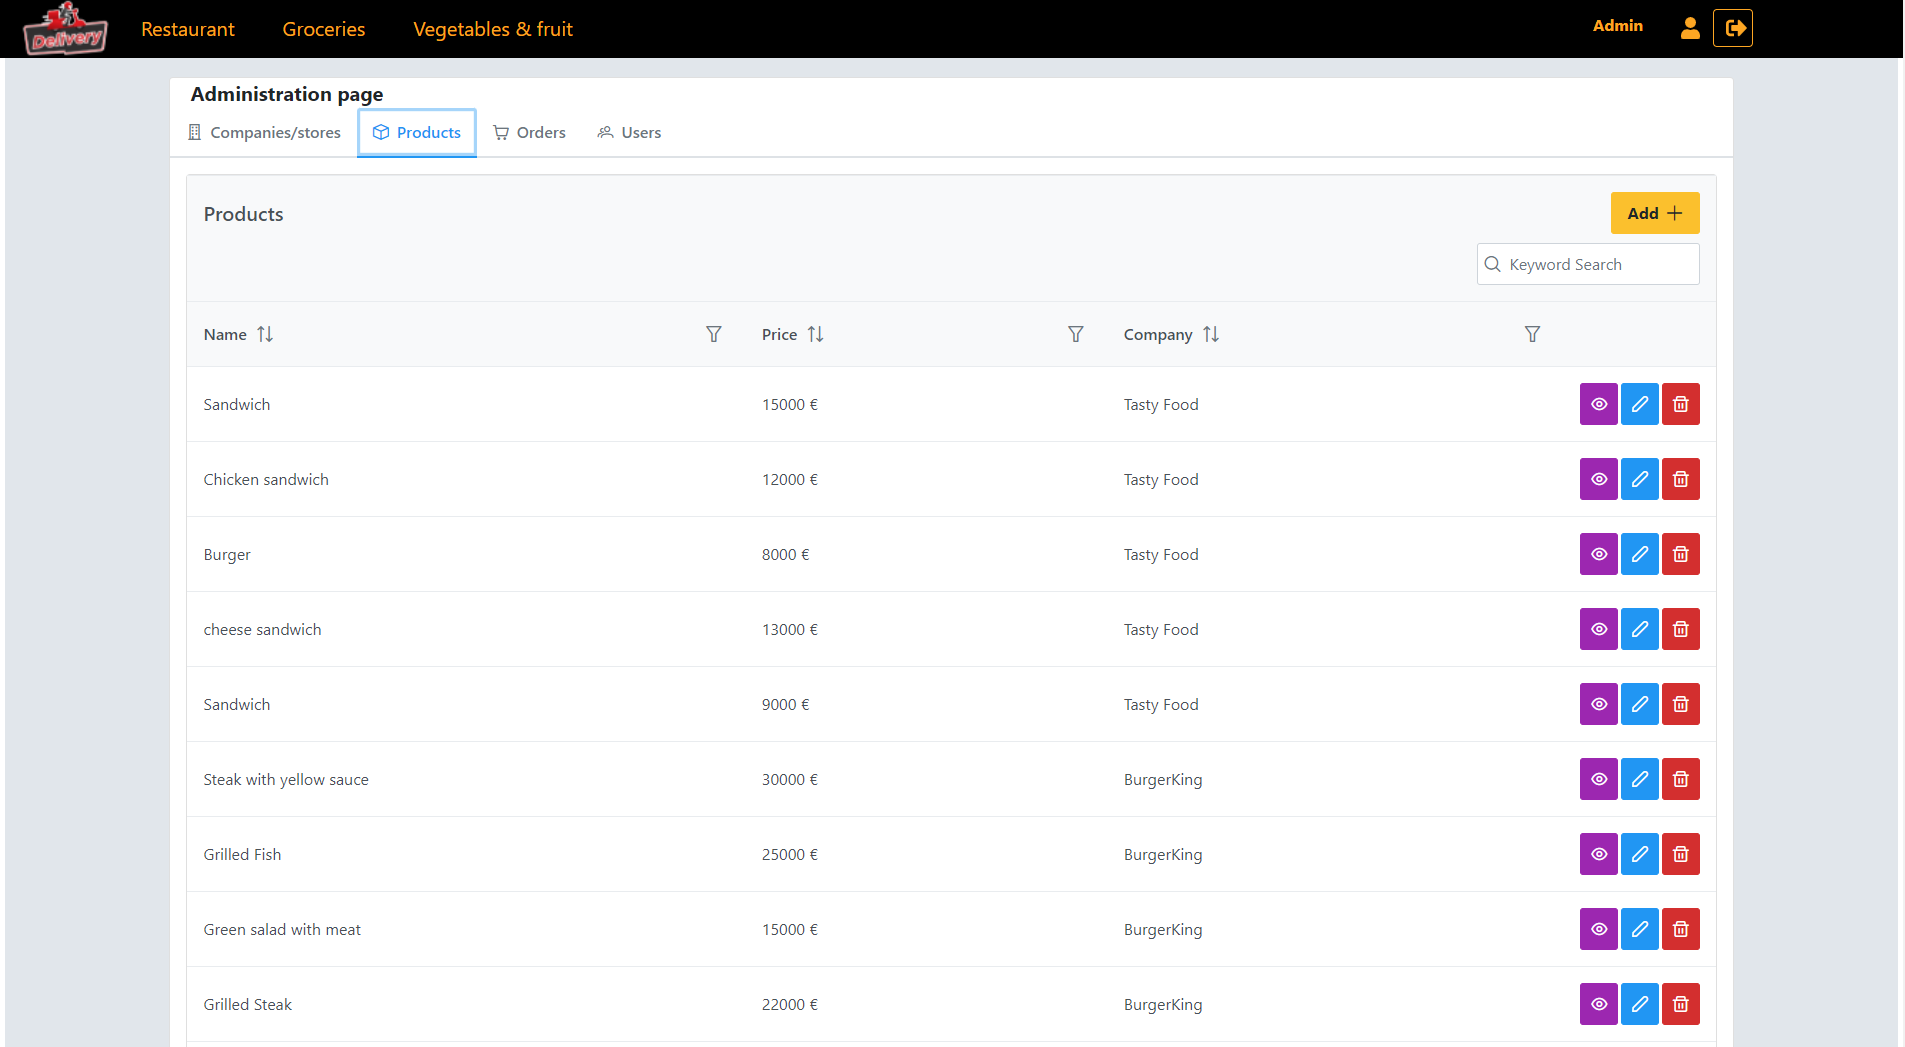 Delivery
Restaurant Groceries Vegetables & fruit Admin
Administration page
Companies/stores Products Orders Users
Products Add
Keyword Search
Name Price Company
Sandwich 15000 € Tasty Food
Chicken sandwich 12000 € Tasty Food
Burger 8000 € Tasty Food
cheese sandwich 13000 € Tasty Food
Sandwich 9000 € Tasty Food
Steak with yellow sauce 30000 € BurgerKing
Grilled Fish 25000 € BurgerKing
Green salad with meat 15000 € BurgerKing
Grilled Steak 22000 € BurgerKing